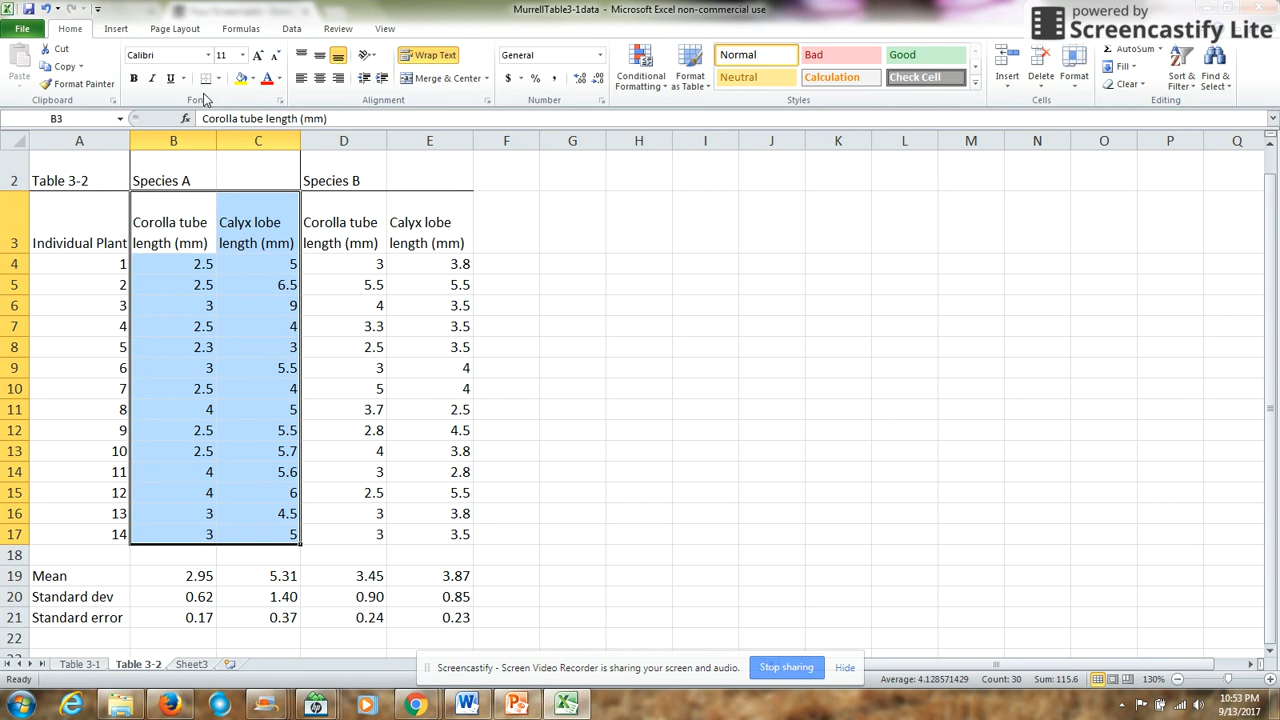 MurrellTable3-1data - Microsoft Excel non-commercial use
powered by
Screencastify Lite
File Home Insert Page Layout Formulas Data Review View
Cut
Copy
Format Painter
Paste
Clipboard
Calibri 11
B I U A
Font
Wrap Text
Merge & Center
Alignment
General
$ % ,
Number
Conditional Formatting
Format as Table
Normal Bad Good
Neutral Calculation Check Cell
Styles
Insert Delete Format
Cells
AutoSum
Fill
Clear
Sort & Filter
Find & Select
Editing
B3 fx Corolla tube length (mm)
A B C D E F G H I J K L M N O P Q
2 Table 3-2 Species A Species B
3 Individual Plant Corolla tube length (mm) Calyx lobe length (mm) Corolla tube length (mm) Calyx lobe length (mm)
4 1 2.5 5 3 3.8
5 2 2.5 6.5 5.5 5.5
6 3 3 9 4 3.5
7 4 2.5 4 3.3 3.5
8 5 2.3 3 2.5 3.5
9 6 3 5.5 3 4
10 7 2.5 4 5 4
11 8 4 5 3.7 2.5
12 9 2.5 5.5 2.8 4.5
13 10 2.5 5.7 4 3.8
14 11 4 5.6 3 2.8
15 12 4 6 2.5 5.5
16 13 3 4.5 3 3.8
17 14 3 5 3 3.5
18
19 Mean 2.95 5.31 3.45 3.87
20 Standard dev 0.62 1.40 0.90 0.85
21 Standard error 0.17 0.37 0.24 0.23
22
Table 3-1 Table 3-2 Sheet3
Screencastify - Screen Video Recorder is sharing your screen and audio. Stop sharing Hide
Ready Average: 4.128571429 Count: 30 Sum: 115.6 130%
10:53 PM
9/13/2017